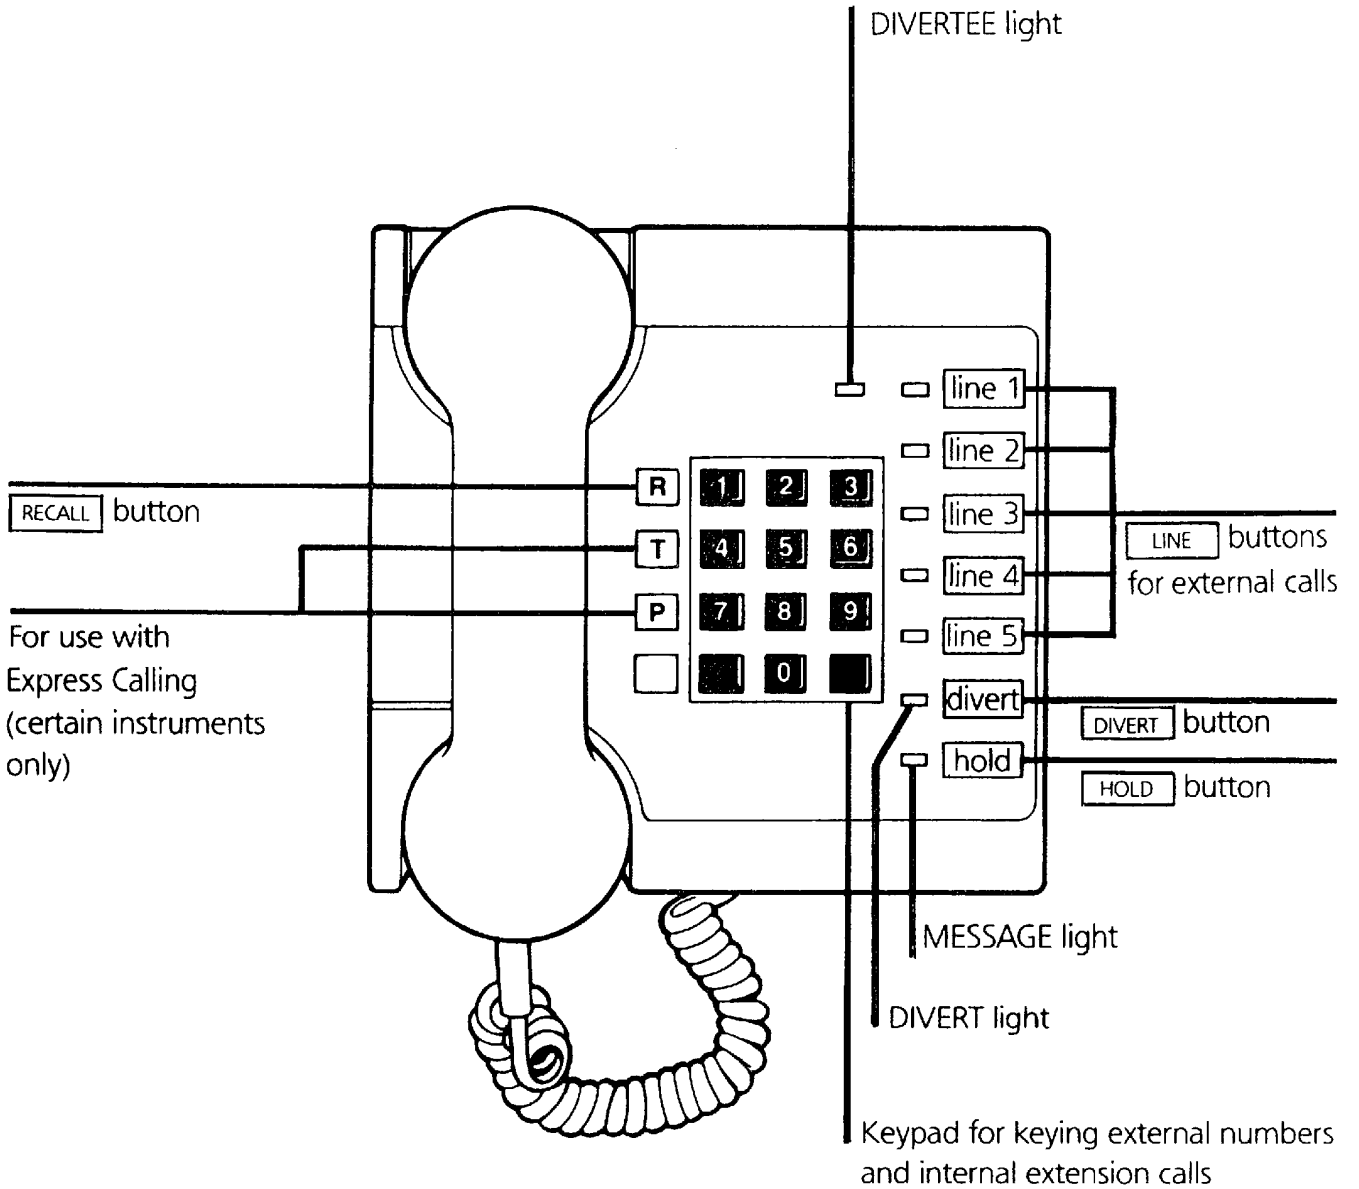 DIVERTEE light
line 1
line 2
R 1 2 3
RECALL button
line 3
LINE buttons
for external calls
T 4 5 6
line 4
P 7 8 9
line 5
For use with
Express Calling
(certain instruments
only)
0
divert
DIVERT button
hold
HOLD button
MESSAGE light
DIVERT light
Keypad for keying external numbers
and internal extension calls